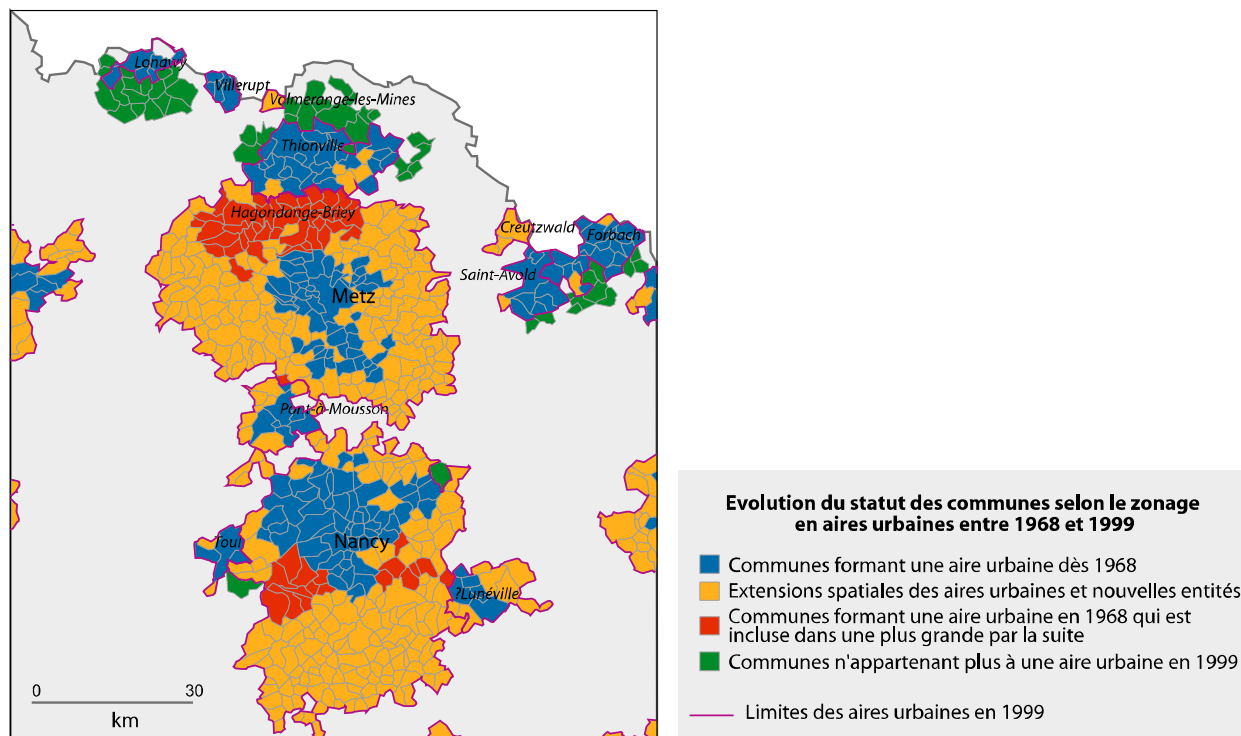 Longwy
Villerupt
Volmerange-les-Mines
Thionville
Hagondange-Briey
Creutzwald
Forbach
Saint-Avold
Metz
Pont-à-Mousson
Nancy
Toul
?Lunéville
0 30
km
Evolution du statut des communes selon le zonage
en aires urbaines entre 1968 et 1999
Communes formant une aire urbaine dès 1968
Extensions spatiales des aires urbaines et nouvelles entités
Communes formant une aire urbaine en 1968 qui est
incluse dans une plus grande par la suite
Communes n'appartenant plus à une aire urbaine en 1999
Limites des aires urbaines en 1999